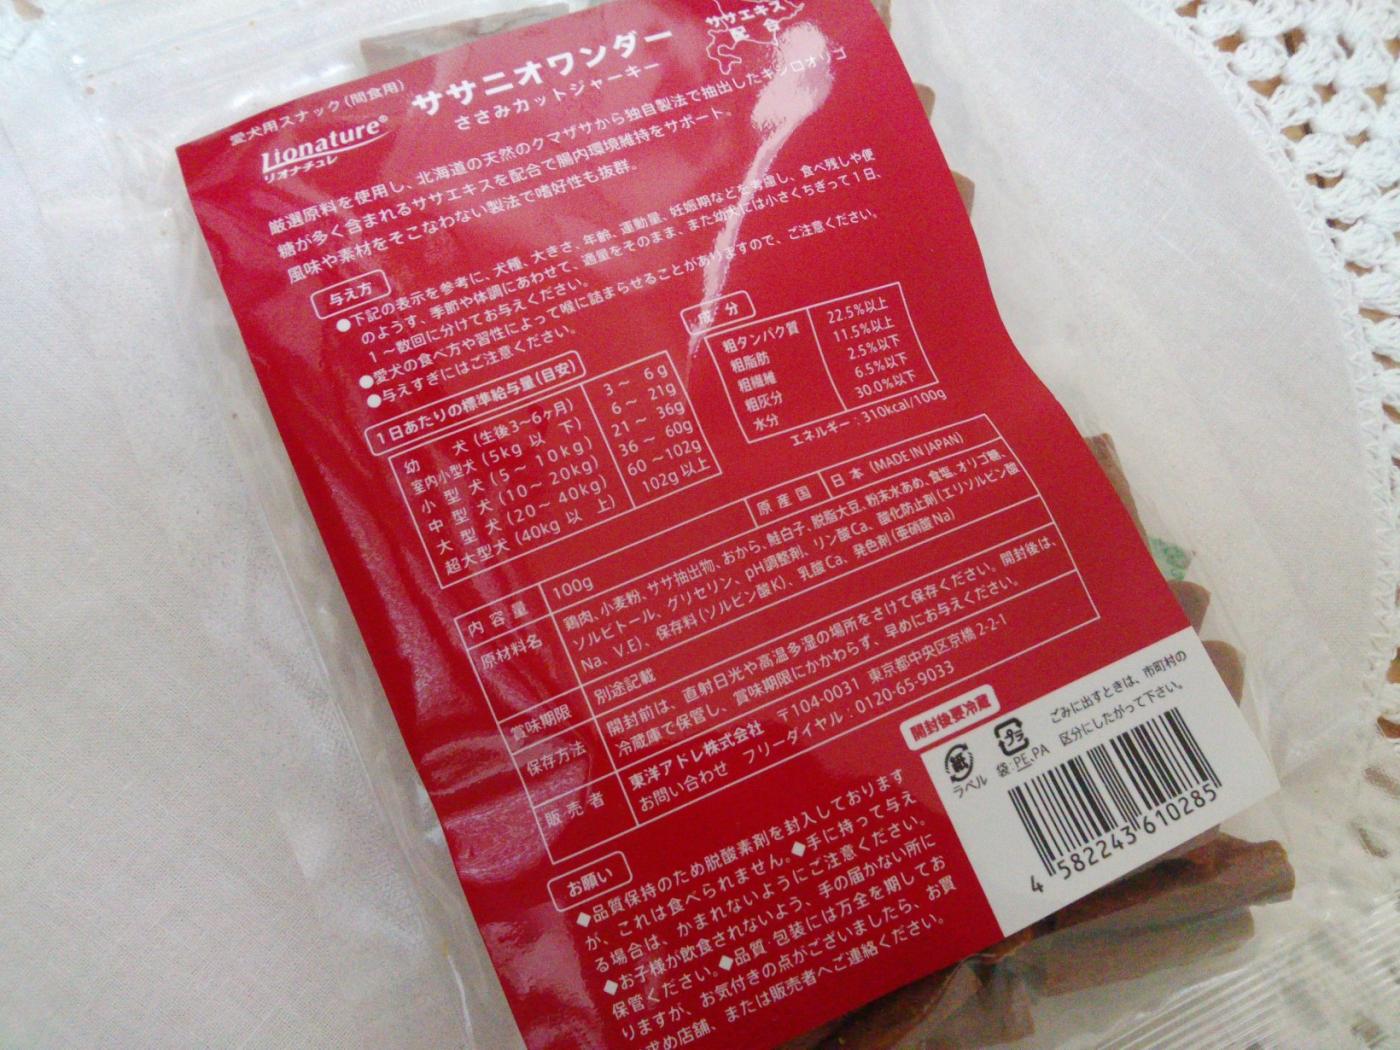 愛犬用スナック(間食用)
Lionature®
リオナチュレ
ササニオワンダー
ささみカットジャーキー
ササエキス
配合
厳選原料を使用し、北海道の天然のクマザサから独自製法で抽出したキシロオリゴ
糖が多く含まれるササエキスを配合で腸内環境維持をサポート。
風味や素材をそこなわない製法で嗜好性も抜群。
与え方
●下記の表示を参考に、犬種、大きさ、年齢、運動量、妊娠期などを考慮し、食べ残しや便
のようす、季節や体調にあわせて、適量をそのまま、また幼犬には小さくちぎって1日、
1～数回に分けてお与えください。
●愛犬の食べ方や習性によって喉に詰まらせることがありますので、ご注意ください。
●与えすぎにはご注意ください。
1日あたりの標準給与量(目安)
幼 犬 (生後3~6ヶ月) 3 ~ 6 g
室内小型犬 (5kg 以 下) 6 ~ 21g
小 型 犬 (5 ~ 10kg) 21 ~ 36g
中 型 犬 (10 ~ 20kg) 36 ~ 60g
大 型 犬 (20 ~ 40kg) 60 ~102g
超大型犬 (40kg 以 上) 102g 以上
成 分
粗タンパク質 22.5%以上
粗脂肪 11.5%以上
粗繊維 2.5%以下
粗灰分 6.5%以下
水分 30.0%以下
エネルギー:310kcal/100g
内 容 量 100g 原 産 国 日 本 (MADE IN JAPAN)
原材料名 鶏肉、小麦粉、ササ抽出物、おから、鮭白子、脱脂大豆、粉末水あめ、食塩、オリゴ糖、
ソルビトール、グリセリン、pH調整剤、リン酸Ca、酸化防止剤(エリソルビン酸
Na、V.E)、保存料(ソルビン酸K)、乳酸Ca、発色剤(亜硝酸Na)
賞味期限 別途記載
保存方法 開封前は、直射日光や高温多湿の場所をさけて保存ください。開封後は、
冷蔵庫で保管し、賞味期限にかかわらず、早めにお与えください。
販 売 者 東洋アドレ株式会社 〒104-0031 東京都中央区京橋 2-2-1
お問い合わせ フリーダイヤル:0120-65-9033
お願い
◆品質保持のため脱酸素剤を封入しております
が、これは食べられません。◆手に持って与え
る場合は、かまれないようにご注意ください。
◆お子様が飲食されないよう、手の届かない所に
保管ください。◆品質・包装には万全を期してお
りますが、お気付きの点がございましたら、お買
求め店舗、または販売者へご連絡ください。
開封後要冷蔵
紙
ラベル
プラ
袋:PE,PA
ごみに出すときは、市町村の
区分にしたがって下さい。
4 582243 610285